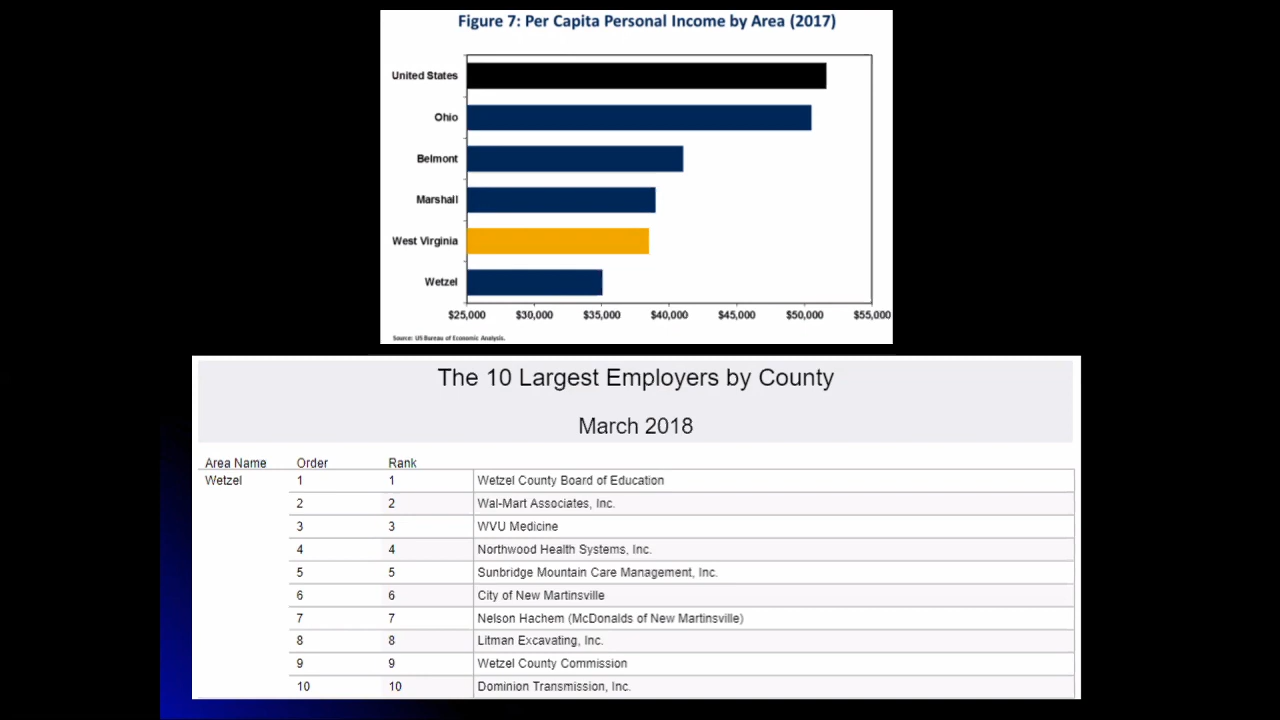 Figure 7: Per Capita Personal Income by Area (2017)
United States
Ohio
Belmont
Marshall
West Virginia
Wetzel
$25,000 $30,000 $35,000 $40,000 $45,000 $50,000 $55,000
Source: US Bureau of Economic Analysis.
The 10 Largest Employers by County
March 2018
Area Name Order Rank
Wetzel 1 1 Wetzel County Board of Education
2 2 Wal-Mart Associates, Inc.
3 3 WVU Medicine
4 4 Northwood Health Systems, Inc.
5 5 Sunbridge Mountain Care Management, Inc.
6 6 City of New Martinsville
7 7 Nelson Hachem (McDonalds of New Martinsville)
8 8 Litman Excavating, Inc.
9 9 Wetzel County Commission
10 10 Dominion Transmission, Inc.